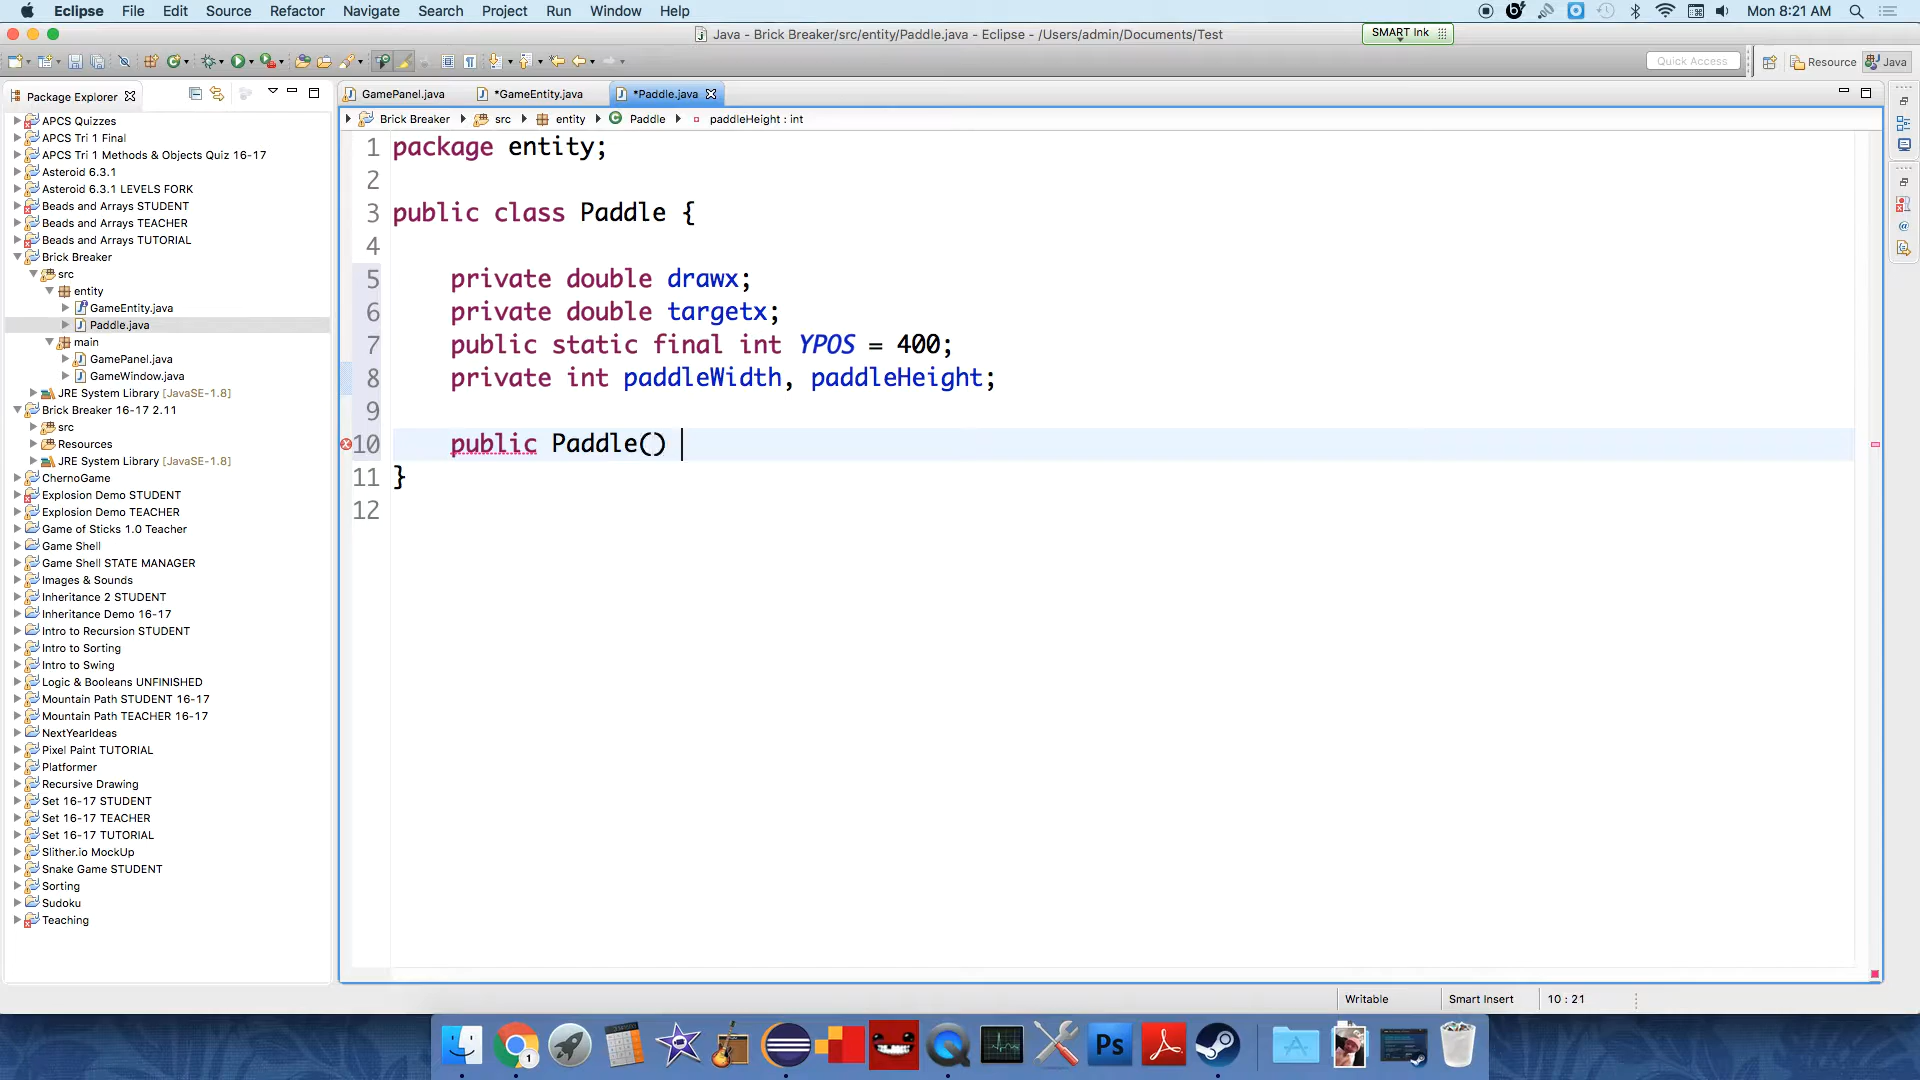 Eclipse File Edit Source Refactor Navigate Search Project Run Window Help Mon 8:21 AM
Java - Brick Breaker/src/entity/Paddle.java - Eclipse - /Users/admin/Documents/Test SMART Ink
Quick Access Resource Java
Package Explorer
GamePanel.java *GameEntity.java *Paddle.java
Brick Breaker src entity Paddle paddleHeight : int
APCS Quizzes
APCS Tri 1 Final
APCS Tri 1 Methods & Objects Quiz 16-17
Asteroid 6.3.1
Asteroid 6.3.1 LEVELS FORK
Beads and Arrays STUDENT
Beads and Arrays TEACHER
Beads and Arrays TUTORIAL
Brick Breaker
src
entity
GameEntity.java
Paddle.java
main
GamePanel.java
GameWindow.java
JRE System Library [JavaSE-1.8]
Brick Breaker 16-17 2.11
src
Resources
JRE System Library [JavaSE-1.8]
ChernoGame
Explosion Demo STUDENT
Explosion Demo TEACHER
Game of Sticks 1.0 Teacher
Game Shell
Game Shell STATE MANAGER
Images & Sounds
Inheritance 2 STUDENT
Inheritance Demo 16-17
Intro to Recursion STUDENT
Intro to Sorting
Intro to Swing
Logic & Booleans UNFINISHED
Mountain Path STUDENT 16-17
Mountain Path TEACHER 16-17
NextYearIdeas
Pixel Paint TUTORIAL
Platformer
Recursive Drawing
Set 16-17 STUDENT
Set 16-17 TEACHER
Set 16-17 TUTORIAL
Slither.io MockUp
Snake Game STUDENT
Sorting
Sudoku
Teaching
1 package entity;
2
3 public class Paddle {
4
5 private double drawx;
6 private double targetx;
7 public static final int YPOS = 400;
8 private int paddleWidth, paddleHeight;
9
10 public Paddle()
11 }
12
Writable Smart Insert 10 : 21
1
Ps